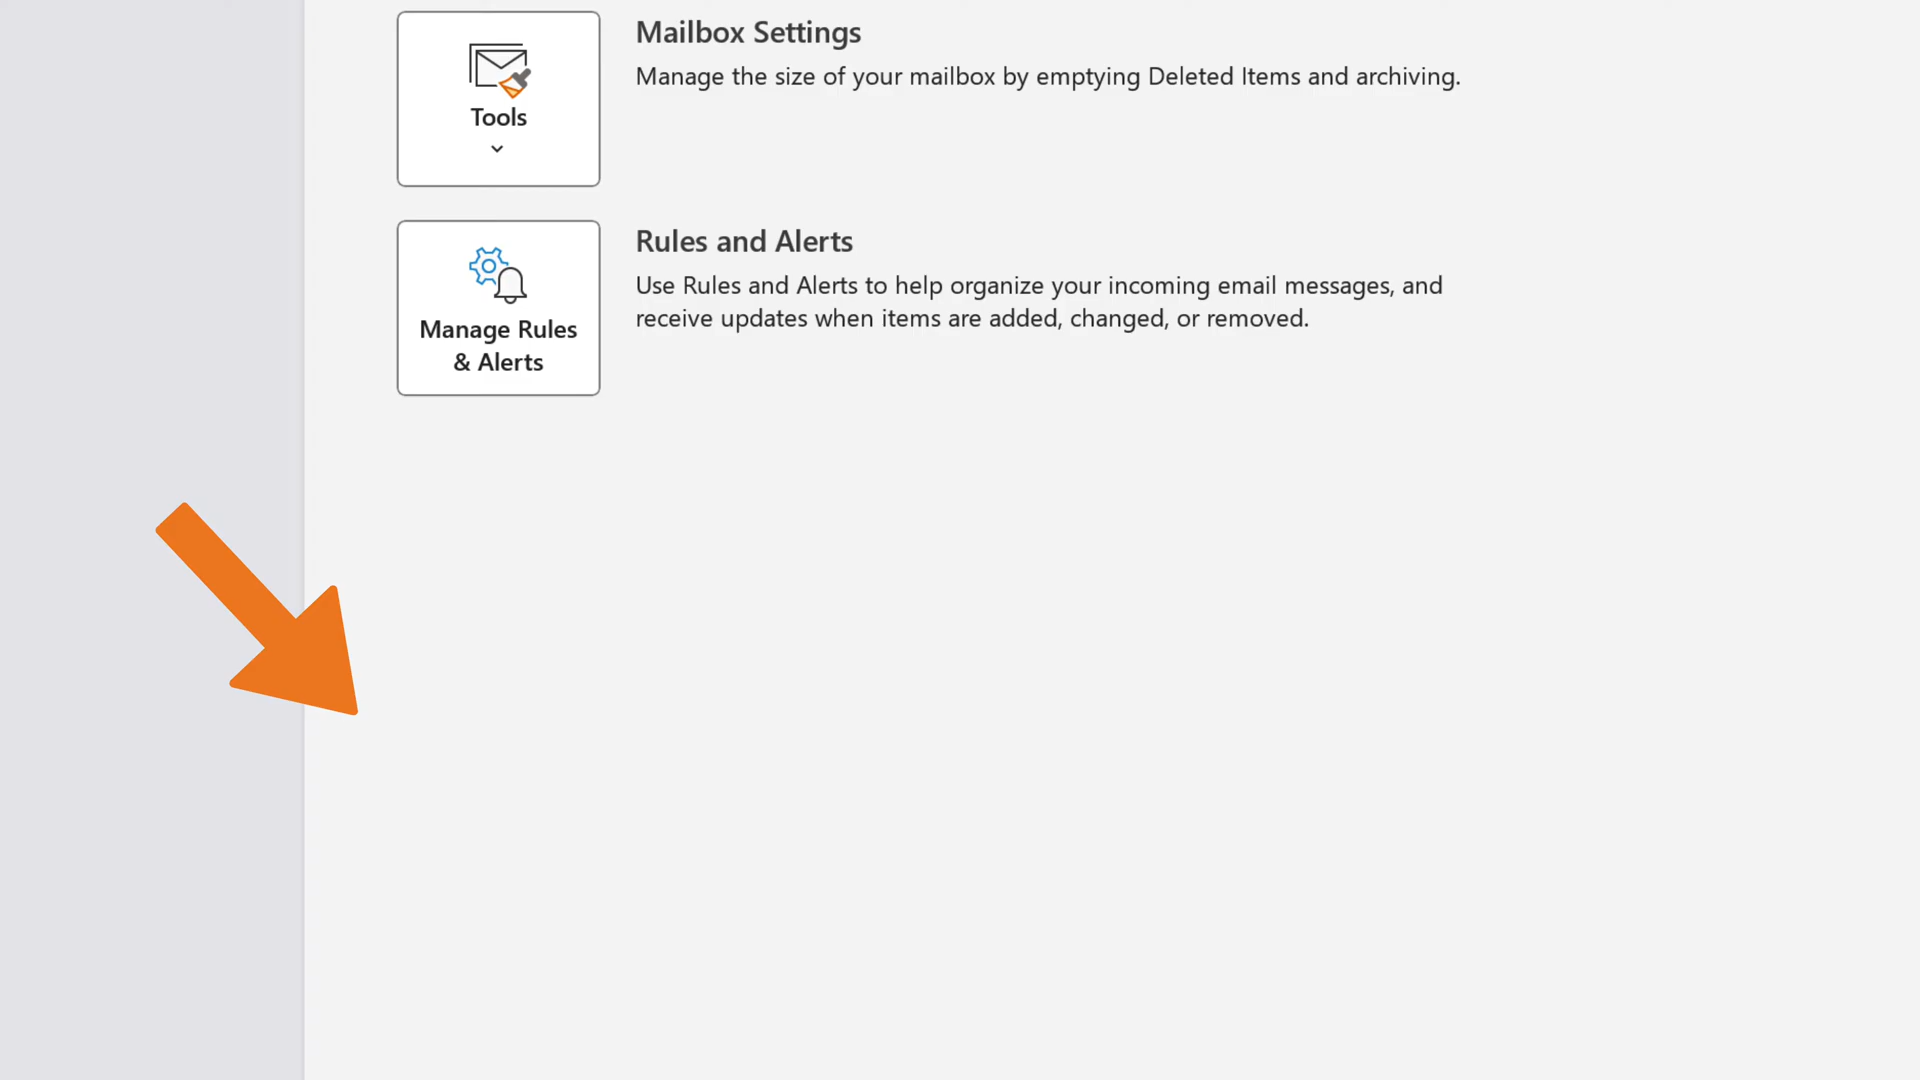 Mailbox Settings
Manage the size of your mailbox by emptying Deleted Items and archiving.
Tools
Rules and Alerts
Use Rules and Alerts to help organize your incoming email messages, and
receive updates when items are added, changed, or removed.
Manage Rules
& Alerts